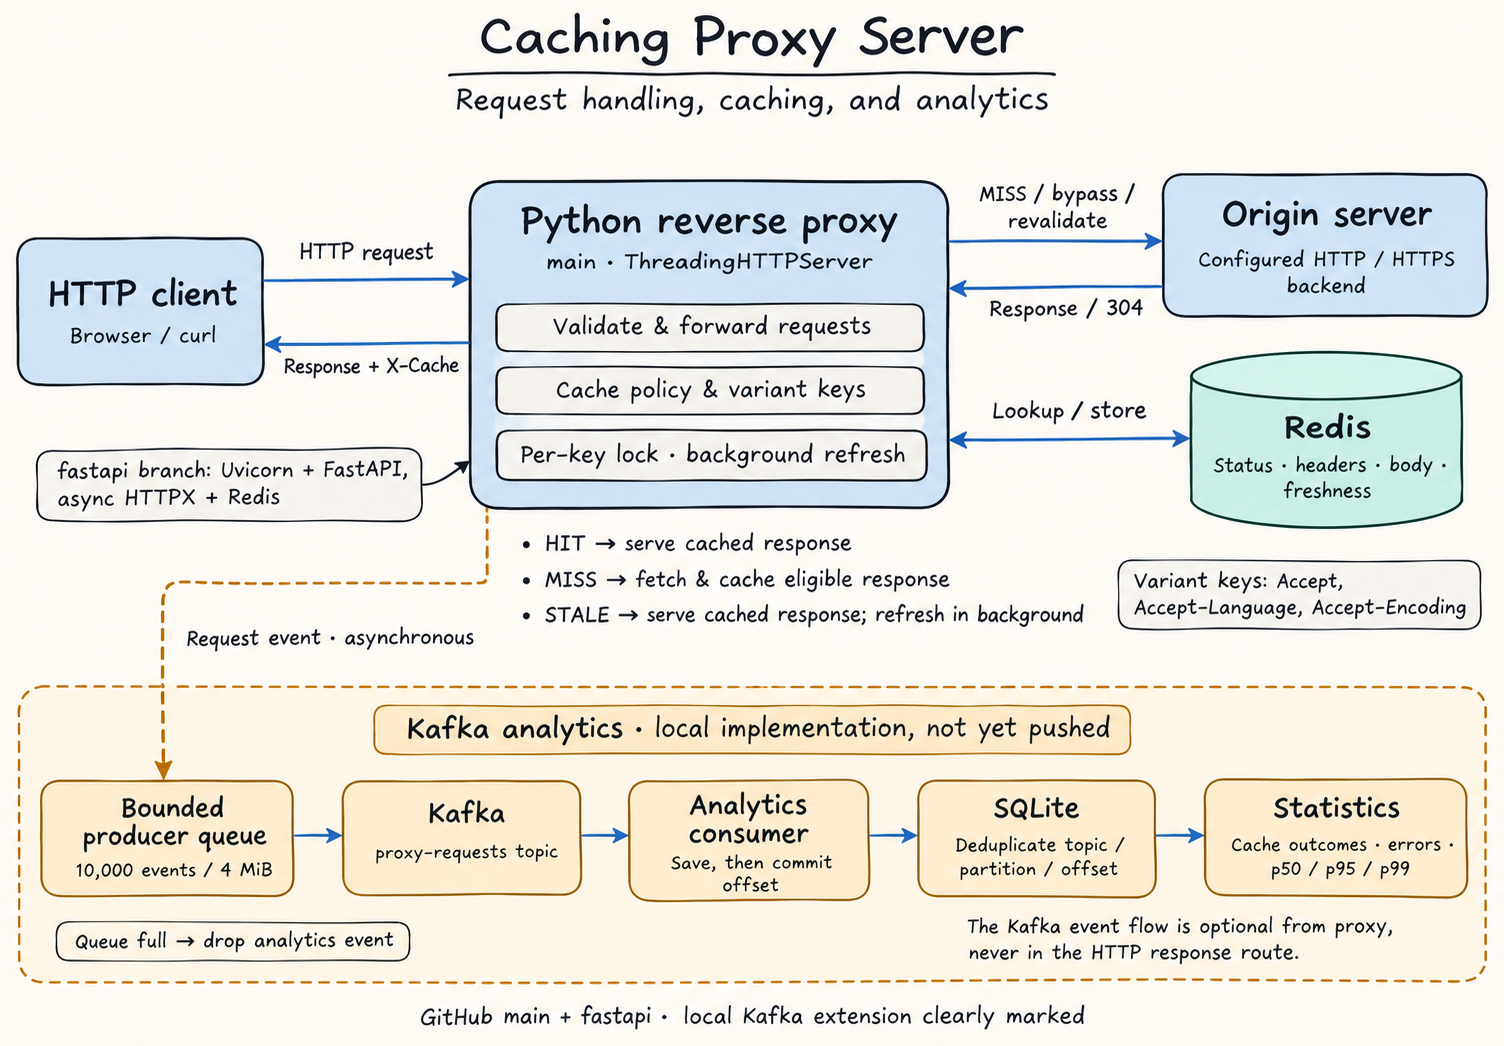 Caching Proxy Server
Request handling, caching, and analytics
HTTP client
Browser / curl
HTTP request
Response + X-Cache
Python reverse proxy
main · ThreadingHTTPServer
Validate & forward requests
Cache policy & variant keys
Per-key lock · background refresh
MISS / bypass /
revalidate
Response / 304
Origin server
Configured HTTP / HTTPS
backend
Lookup / store
Redis
Status · headers · body ·
freshness
fastapi branch: Uvicorn + FastAPI,
async HTTPX + Redis
• HIT → serve cached response
• MISS → fetch & cache eligible response
• STALE → serve cached response; refresh in background
Variant keys: Accept,
Accept-Language, Accept-Encoding
Request event · asynchronous
Kafka analytics · local implementation, not yet pushed
Bounded
producer queue
10,000 events / 4 MiB
Kafka
proxy-requests topic
Analytics
consumer
Save, then commit
offset
SQLite
Deduplicate topic /
partition / offset
Statistics
Cache outcomes · errors ·
p50 / p95 / p99
Queue full → drop analytics event
The Kafka event flow is optional from proxy,
never in the HTTP response route.
GitHub main + fastapi · local Kafka extension clearly marked